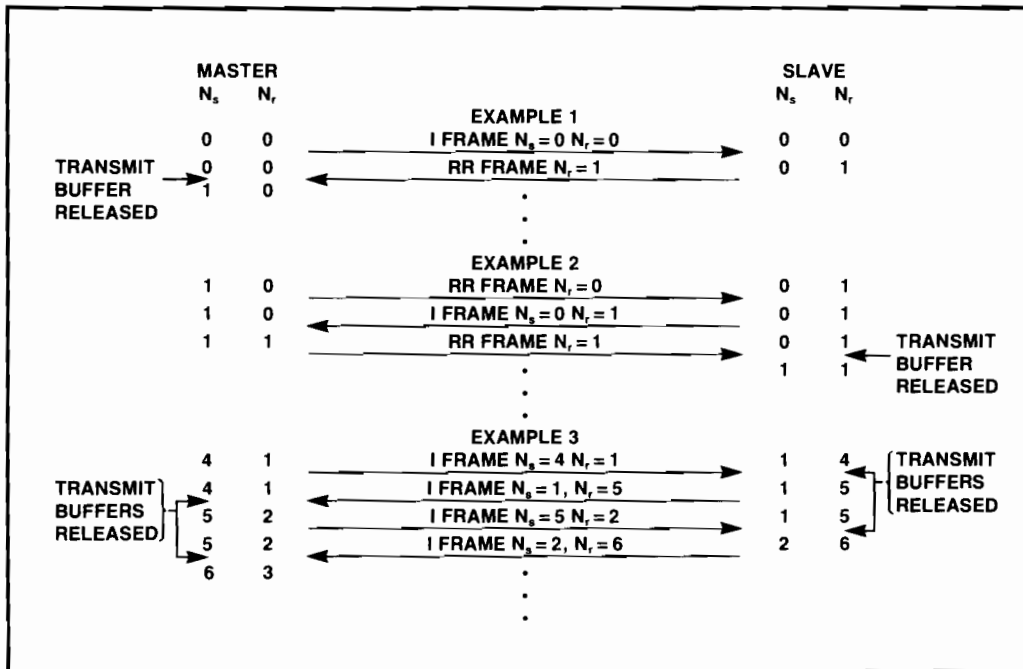 MASTER SLAVE
Nₛ Nᵣ Nₛ Nᵣ
EXAMPLE 1
0 0 I FRAME Nₛ = 0 Nᵣ = 0 0 0
TRANSMIT 0 0 RR FRAME Nᵣ = 1 0 1
BUFFER 1 0
RELEASED
EXAMPLE 2
1 0 RR FRAME Nᵣ = 0 0 1
1 0 I FRAME Nₛ = 0 Nᵣ = 1 0 1
1 1 RR FRAME Nᵣ = 1 0 1 TRANSMIT
1 1 BUFFER
RELEASED
EXAMPLE 3
4 1 I FRAME Nₛ = 4 Nᵣ = 1 1 4 TRANSMIT
TRANSMIT 4 1 I FRAME Nₛ = 1, Nᵣ = 5 1 5 BUFFERS
BUFFERS 5 2 I FRAME Nₛ = 5 Nᵣ = 2 1 5 RELEASED
RELEASED 5 2 I FRAME Nₛ = 2, Nᵣ = 6 2 6
6 3